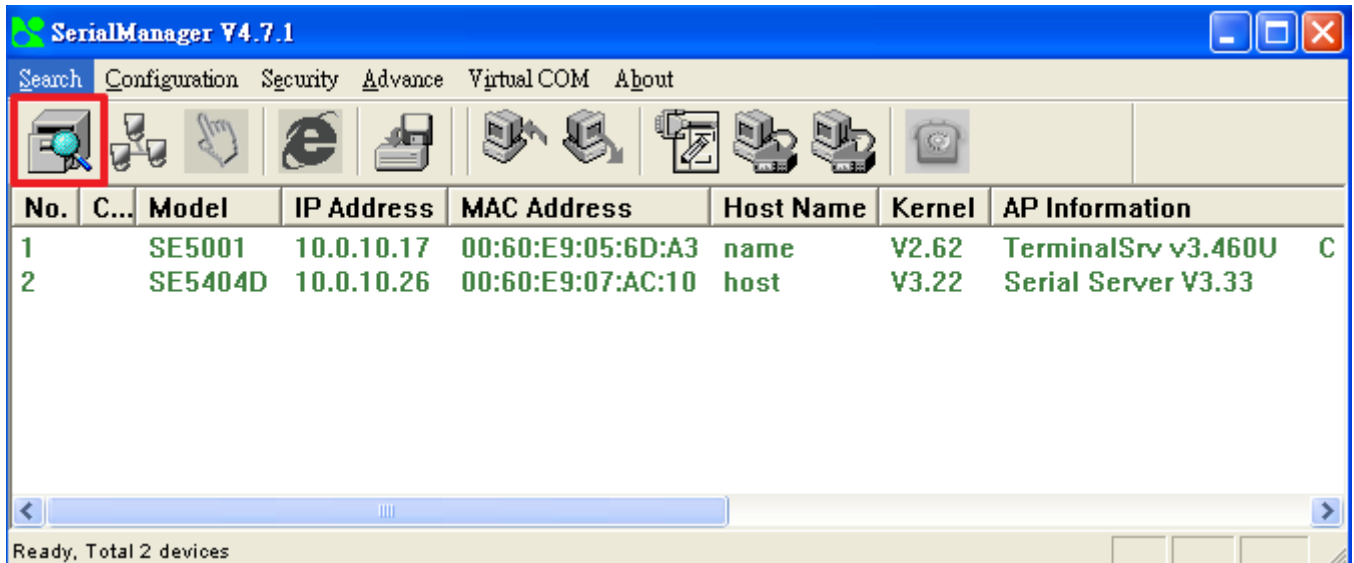 SerialManager V4.7.1
Search Configuration Security Advance Virtual COM About
No. C... Model IP Address MAC Address Host Name Kernel AP Information
1 SE5001 10.0.10.17 00:60:E9:05:6D:A3 name V2.62 TerminalSrv v3.460U C
2 SE5404D 10.0.10.26 00:60:E9:07:AC:10 host V3.22 Serial Server V3.33
Ready, Total 2 devices